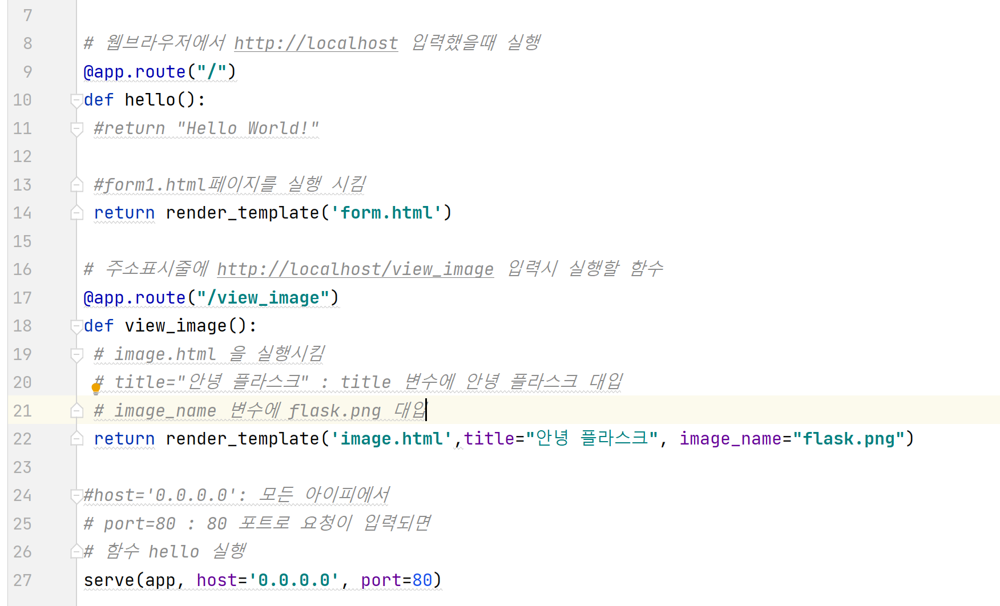 7
8 # 웹브라우저에서 http://localhost 입력했을때 실행
9 @app.route("/")
10 def hello():
11 #return "Hello World!"
12
13 #form1.html페이지를 실행 시킴
14 return render_template('form.html')
15
16 # 주소표시줄에 http://localhost/view_image 입력시 실행할 함수
17 @app.route("/view_image")
18 def view_image():
19 # image.html 을 실행시킴
20 # title="안녕 플라스크" : title 변수에 안녕 플라스크 대입
21 # image_name 변수에 flask.png 대입
22 return render_template('image.html',title="안녕 플라스크", image_name="flask.png")
23
24 #host='0.0.0.0': 모든 아이피에서
25 # port=80 : 80 포트로 요청이 입력되면
26 # 함수 hello 실행
27 serve(app, host='0.0.0.0', port=80)